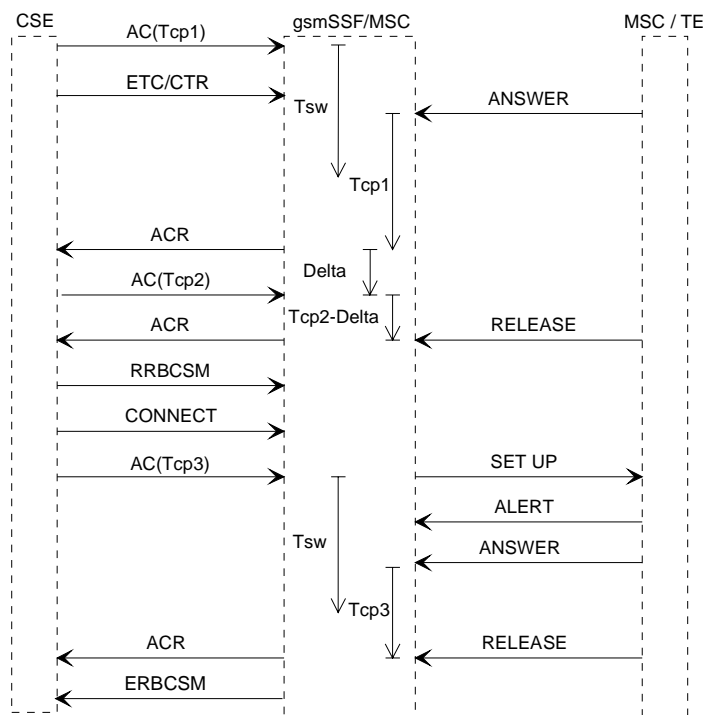 CSE
gsmSSF/MSC
MSC / TE
AC(Tcp1)
ETC/CTR
Tsw
ANSWER
Tcp1
ACR
Delta
AC(Tcp2)
Tcp2-Delta
ACR
RELEASE
RRBCSM
CONNECT
AC(Tcp3)
SET UP
ALERT
Tsw
ANSWER
Tcp3
ACR
RELEASE
ERBCSM